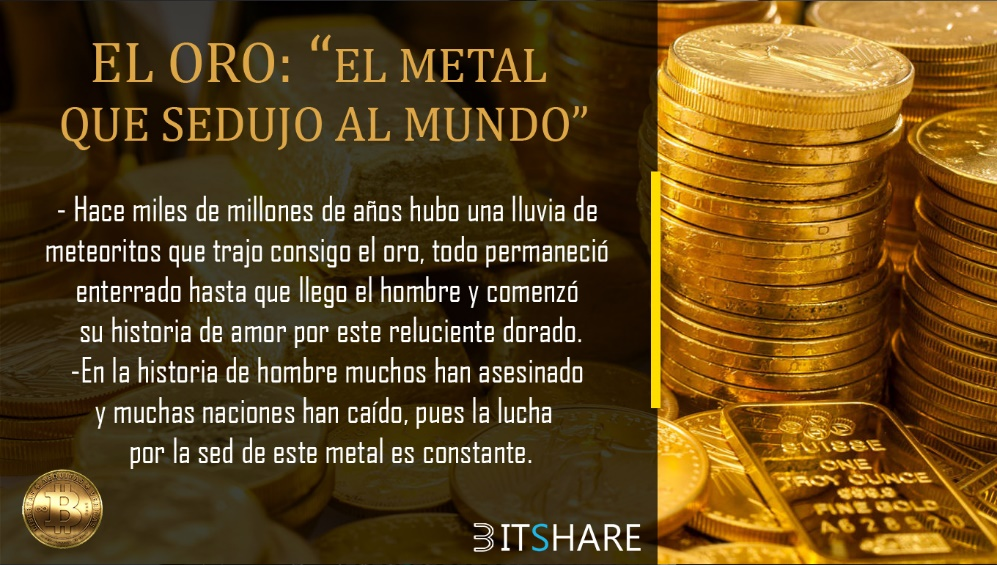 EL ORO: “EL METAL
QUE SEDUJO AL MUNDO”
- Hace miles de millones de años hubo una lluvia de
meteoritos que trajo consigo el oro, todo permaneció
enterrado hasta que llego el hombre y comenzó
su historia de amor por este reluciente dorado.
-En la historia de hombre muchos han asesinado
y muchas naciones han caído, pues la lucha
por la sed de este metal es constante.
BITSHARE
SUISSE
ONE
TROY OUNCE
999.9
FINE GOLD
A628520